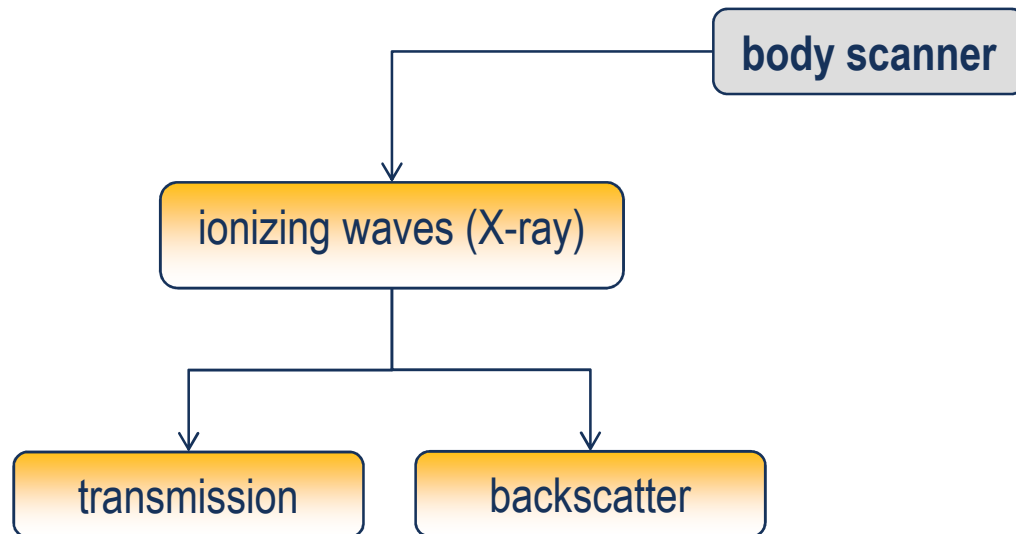 body scanner
ionizing waves (X-ray)
transmission
backscatter